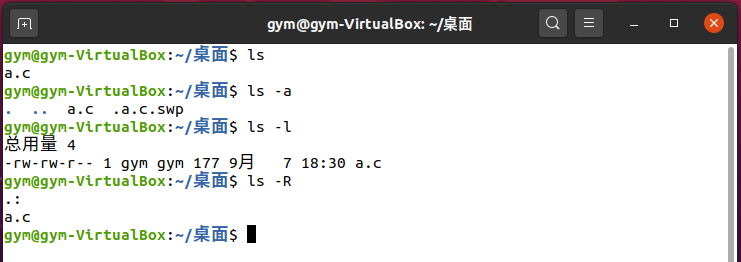 gym@gym-VirtualBox: ~/桌面
gym@gym-VirtualBox:~/桌面$ ls
a.c
gym@gym-VirtualBox:~/桌面$ ls -a
.  ..  a.c  .a.c.swp
gym@gym-VirtualBox:~/桌面$ ls -l
总用量 4
-rw-rw-r-- 1 gym gym 177 9月   7 18:30 a.c
gym@gym-VirtualBox:~/桌面$ ls -R
.:
a.c
gym@gym-VirtualBox:~/桌面$